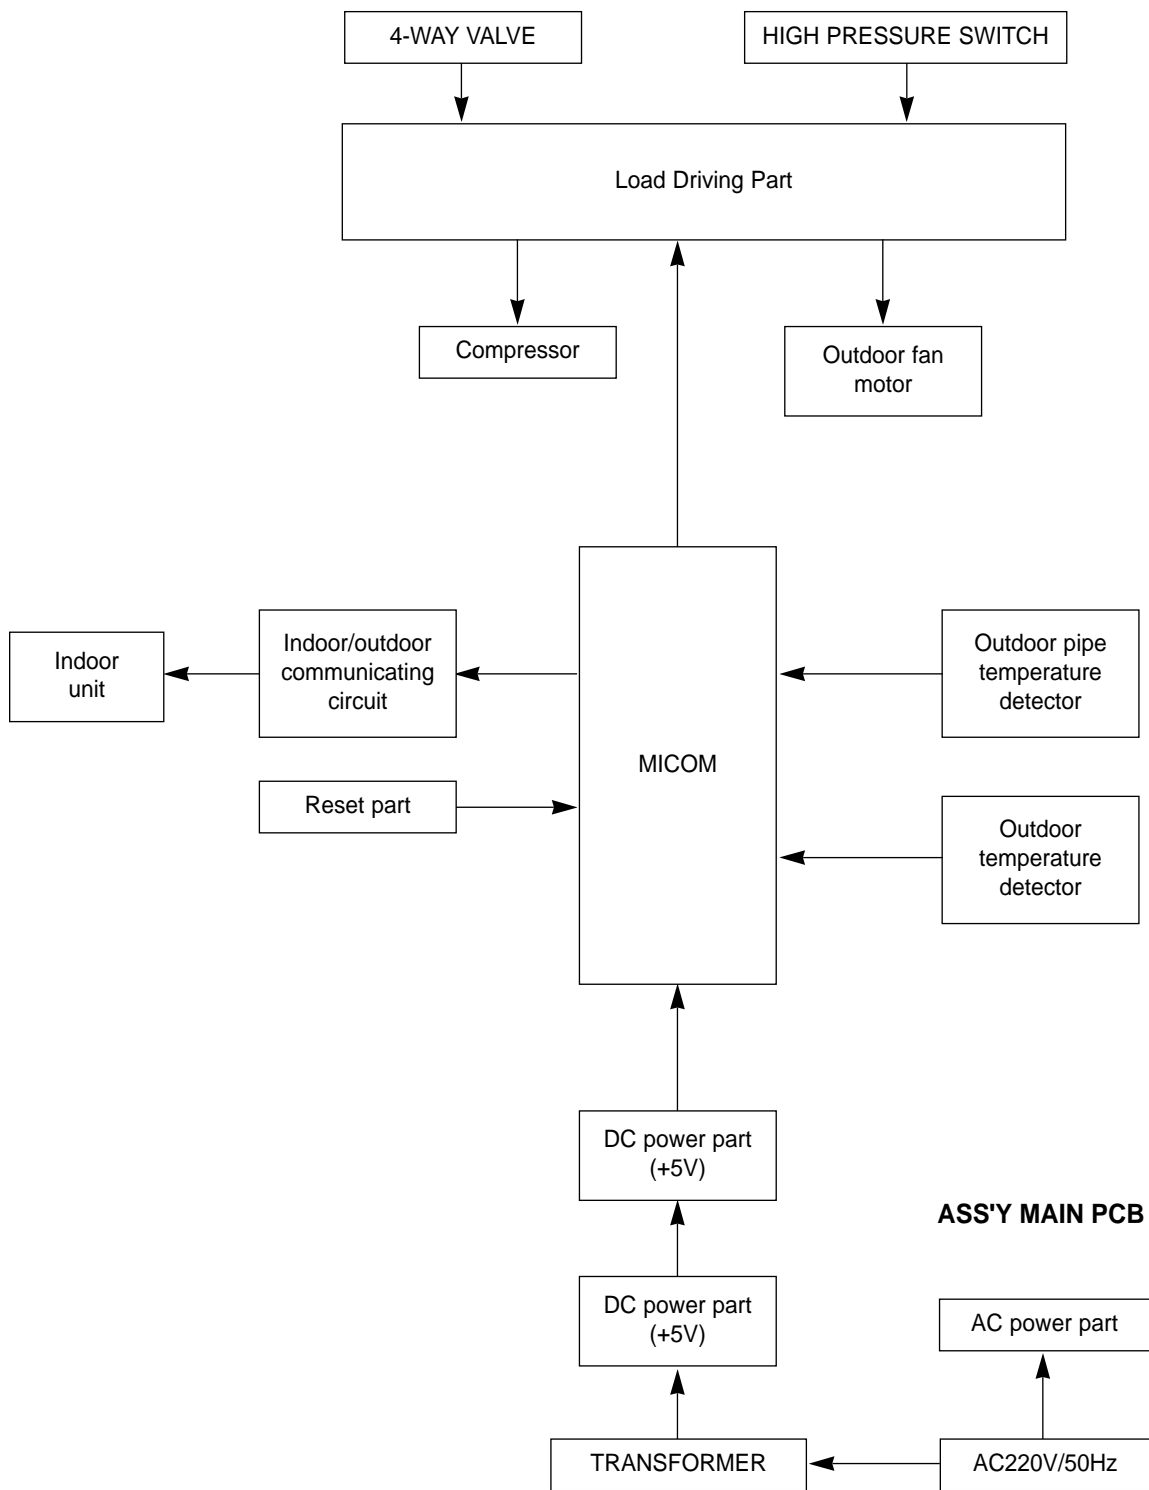 4-WAY VALVE
HIGH PRESSURE SWITCH
Load Driving Part
Compressor
Outdoor fan
motor
Indoor
unit
Indoor/outdoor
communicating
circuit
Reset part
MICOM
Outdoor pipe
temperature
detector
Outdoor
temperature
detector
DC power part
(+5V)
ASS'Y MAIN PCB
DC power part
(+5V)
AC power part
TRANSFORMER
AC220V/50Hz